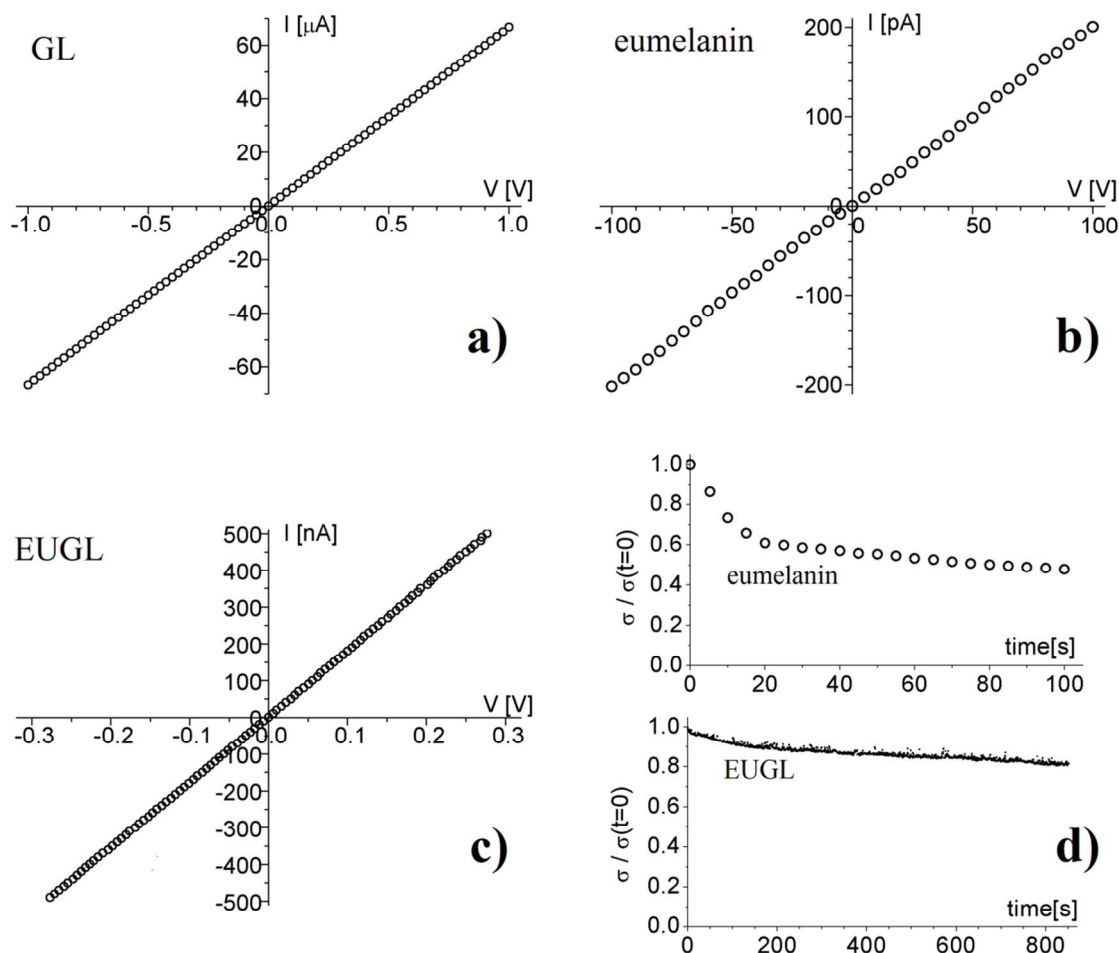 GL
I [μA]
60
40
20
0
-1.0 -0.5 0.0 0.5 1.0
V [V]
-20
-40
-60
a)
eumelanin
I [pA]
200
100
0
-100 -50 0 50 100
V [V]
-100
-200
b)
EUGL
I [nA]
500
400
300
200
100
0
-0.3 -0.2 -0.1 0.0 0.1 0.2 0.3
V [V]
-100
-200
-300
-400
-500
c)
σ / σ(t=0)
1.0
0.8
0.6
0.4
0.2
0.0
eumelanin
time[s]
0 20 40 60 80 100
σ / σ(t=0)
1.0
0.8
0.6
0.4
0.2
0.0
EUGL
time[s]
0 200 400 600 800
d)